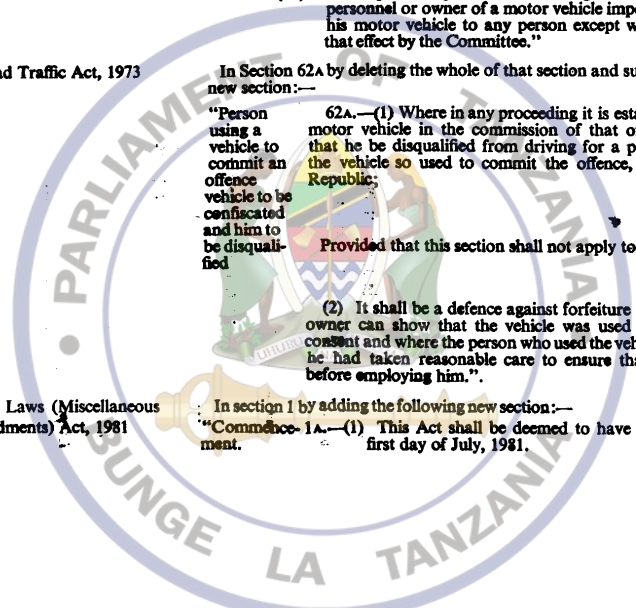 personnel or owner of a motor vehicle
his motor vehicle to any person except
that effect by the Committee."
Traffic Act, 1973
In Section 62A by deleting the whole of that section and
new section:—
"Person using a vehicle to commit an offence vehicle to be confiscated and him to be disqualified
62A.—(1) Where in any proceeding it is
motor vehicle in the commission of that
that he be disqualified from driving for a
the vehicle so used to commit the offence,
Republic;
Provided that this section shall not apply to
(2) It shall be a defence against forfeiture
owner can show that the vehicle was used
consent and where the person who used the
he had taken reasonable care to ensure
before employing him.".
Laws (Miscellaneous
Act, 1981
In section 1 by adding the following new section:—
"Commence-
ment.
1A.—(1) This Act shall be deemed to have
first day of July, 1981.
PARLIAMENT OF TANZANIA
BUNGE LA TANZANIA
UHURU